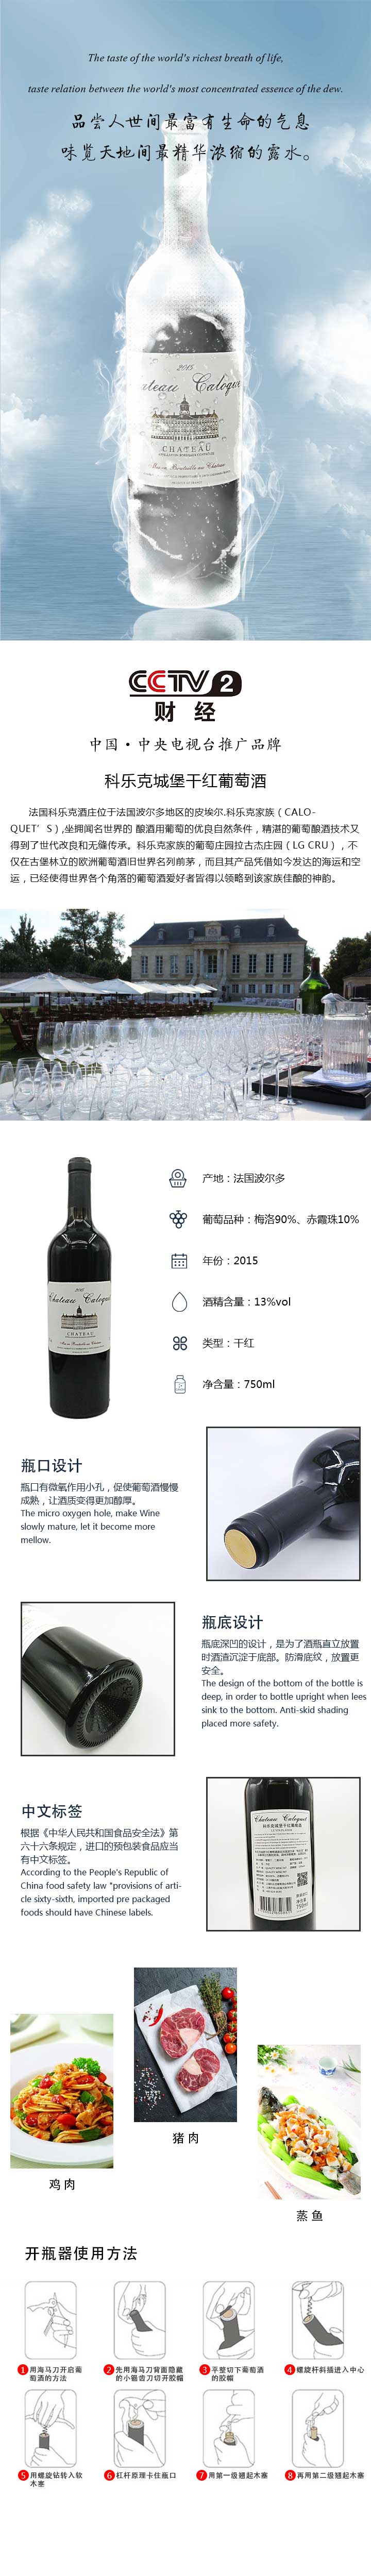 The taste of the world's richest breath of life,
taste relation between the world's most concentrated essence of the dew.
品尝人世间最富有生命的气息
味览天地间最精华浓缩的露水。
2015
CHATEAU
CCTV 2
财 经
中国·中央电视台推广品牌
科乐克城堡干红葡萄酒
法国科乐克酒庄位于法国波尔多地区的皮埃尔.科乐克家族（CALO-
QUET'S）,坐拥闻名世界的 酿酒用葡萄的优良自然条件，精湛的葡萄酿酒技术又
得到了世代改良和无缝传承。科乐克家族的葡萄庄园拉古杰庄园（LG CRU），不
仅在古堡林立的欧洲葡萄酒旧世界名列前茅，而且其产品凭借如今发达的海运和空
运，已经使得世界各个角落的葡萄酒爱好者皆得以领略到该家族佳酿的神韵。
产地：法国波尔多
葡萄品种：梅洛90%、赤霞珠10%
年份：2015
酒精含量：13%vol
类型：干红
净含量：750ml
Chateau Caloquet
CHATEAU
瓶口设计
瓶口有微氧作用小孔，促使葡萄酒慢慢
成熟，让酒质变得更加醇厚。
The micro oxygen hole, make Wine
slowly mature, let it become more
mellow.
瓶底设计
瓶底深凹的设计，是为了酒瓶直立放置
时酒渣沉淀于底部。防滑底纹，放置更
安全。
The design of the bottom of the bottle is
deep, in order to bottle upright when lees
sink to the bottom. Anti-skid shading
placed more safety.
中文标签
根据《中华人民共和国食品安全法》第
六十六条规定，进口的预包装食品应当
有中文标签。
According to the People's Republic of
China food safety law "provisions of arti-
cle sixty-sixth, imported pre packaged
foods should have Chinese labels.
Chateau Caloquet
科乐克城堡干红葡萄酒
750ml
猪 肉
鸡 肉
蒸 鱼
开瓶器使用方法
1 用海马刀开启葡
萄酒的方法
2 先用海马刀背面隐藏
的小锯齿刀切开胶帽
3 平整切下葡萄酒
的胶帽
4 螺旋杆斜插进入中心
5 用螺旋钻转入软
木塞
6 杠杆原理卡住瓶口
7 用第一级翘起木塞
8 再用第二级翘起木塞